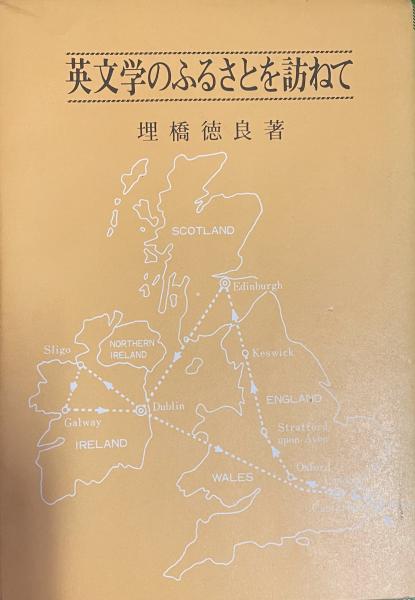 英文学のふるさとを訪ねて
埋橋徳良著
SCOTLAND
Edinburgh
NORTHERN
IRELAND
Sligo
Keswick
ENGLAND
Dublin
Galway
IRELAND
Stratford
upon-Avon
WALES
Oxford